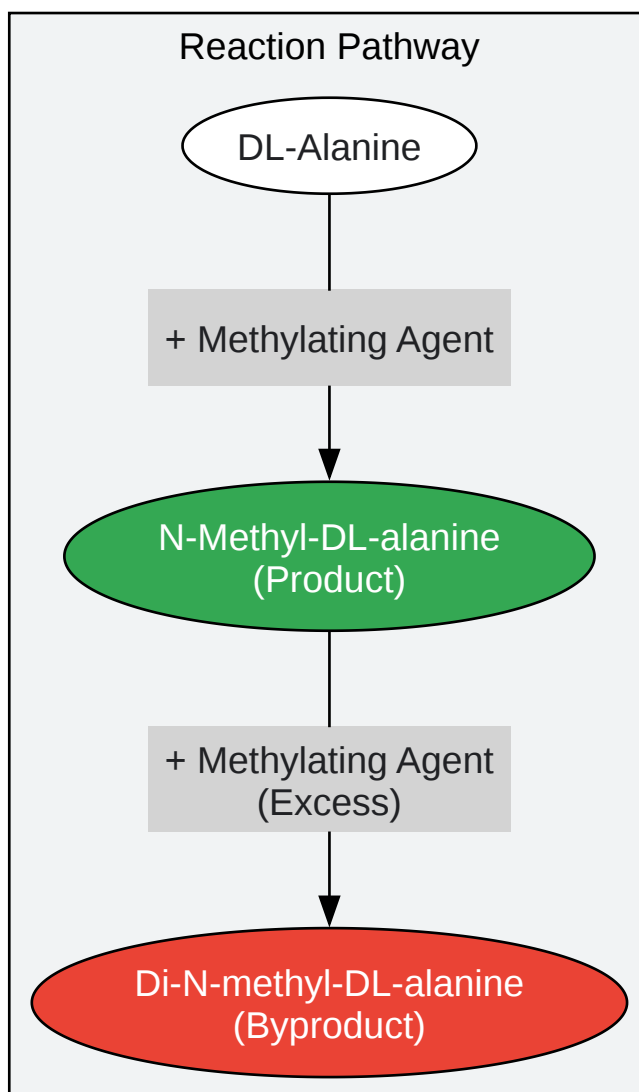 Reaction Pathway
DL-Alanine
+ Methylating Agent
N-Methyl-DL-alanine
(Product)
+ Methylating Agent
(Excess)
Di-N-methyl-DL-alanine
(Byproduct)